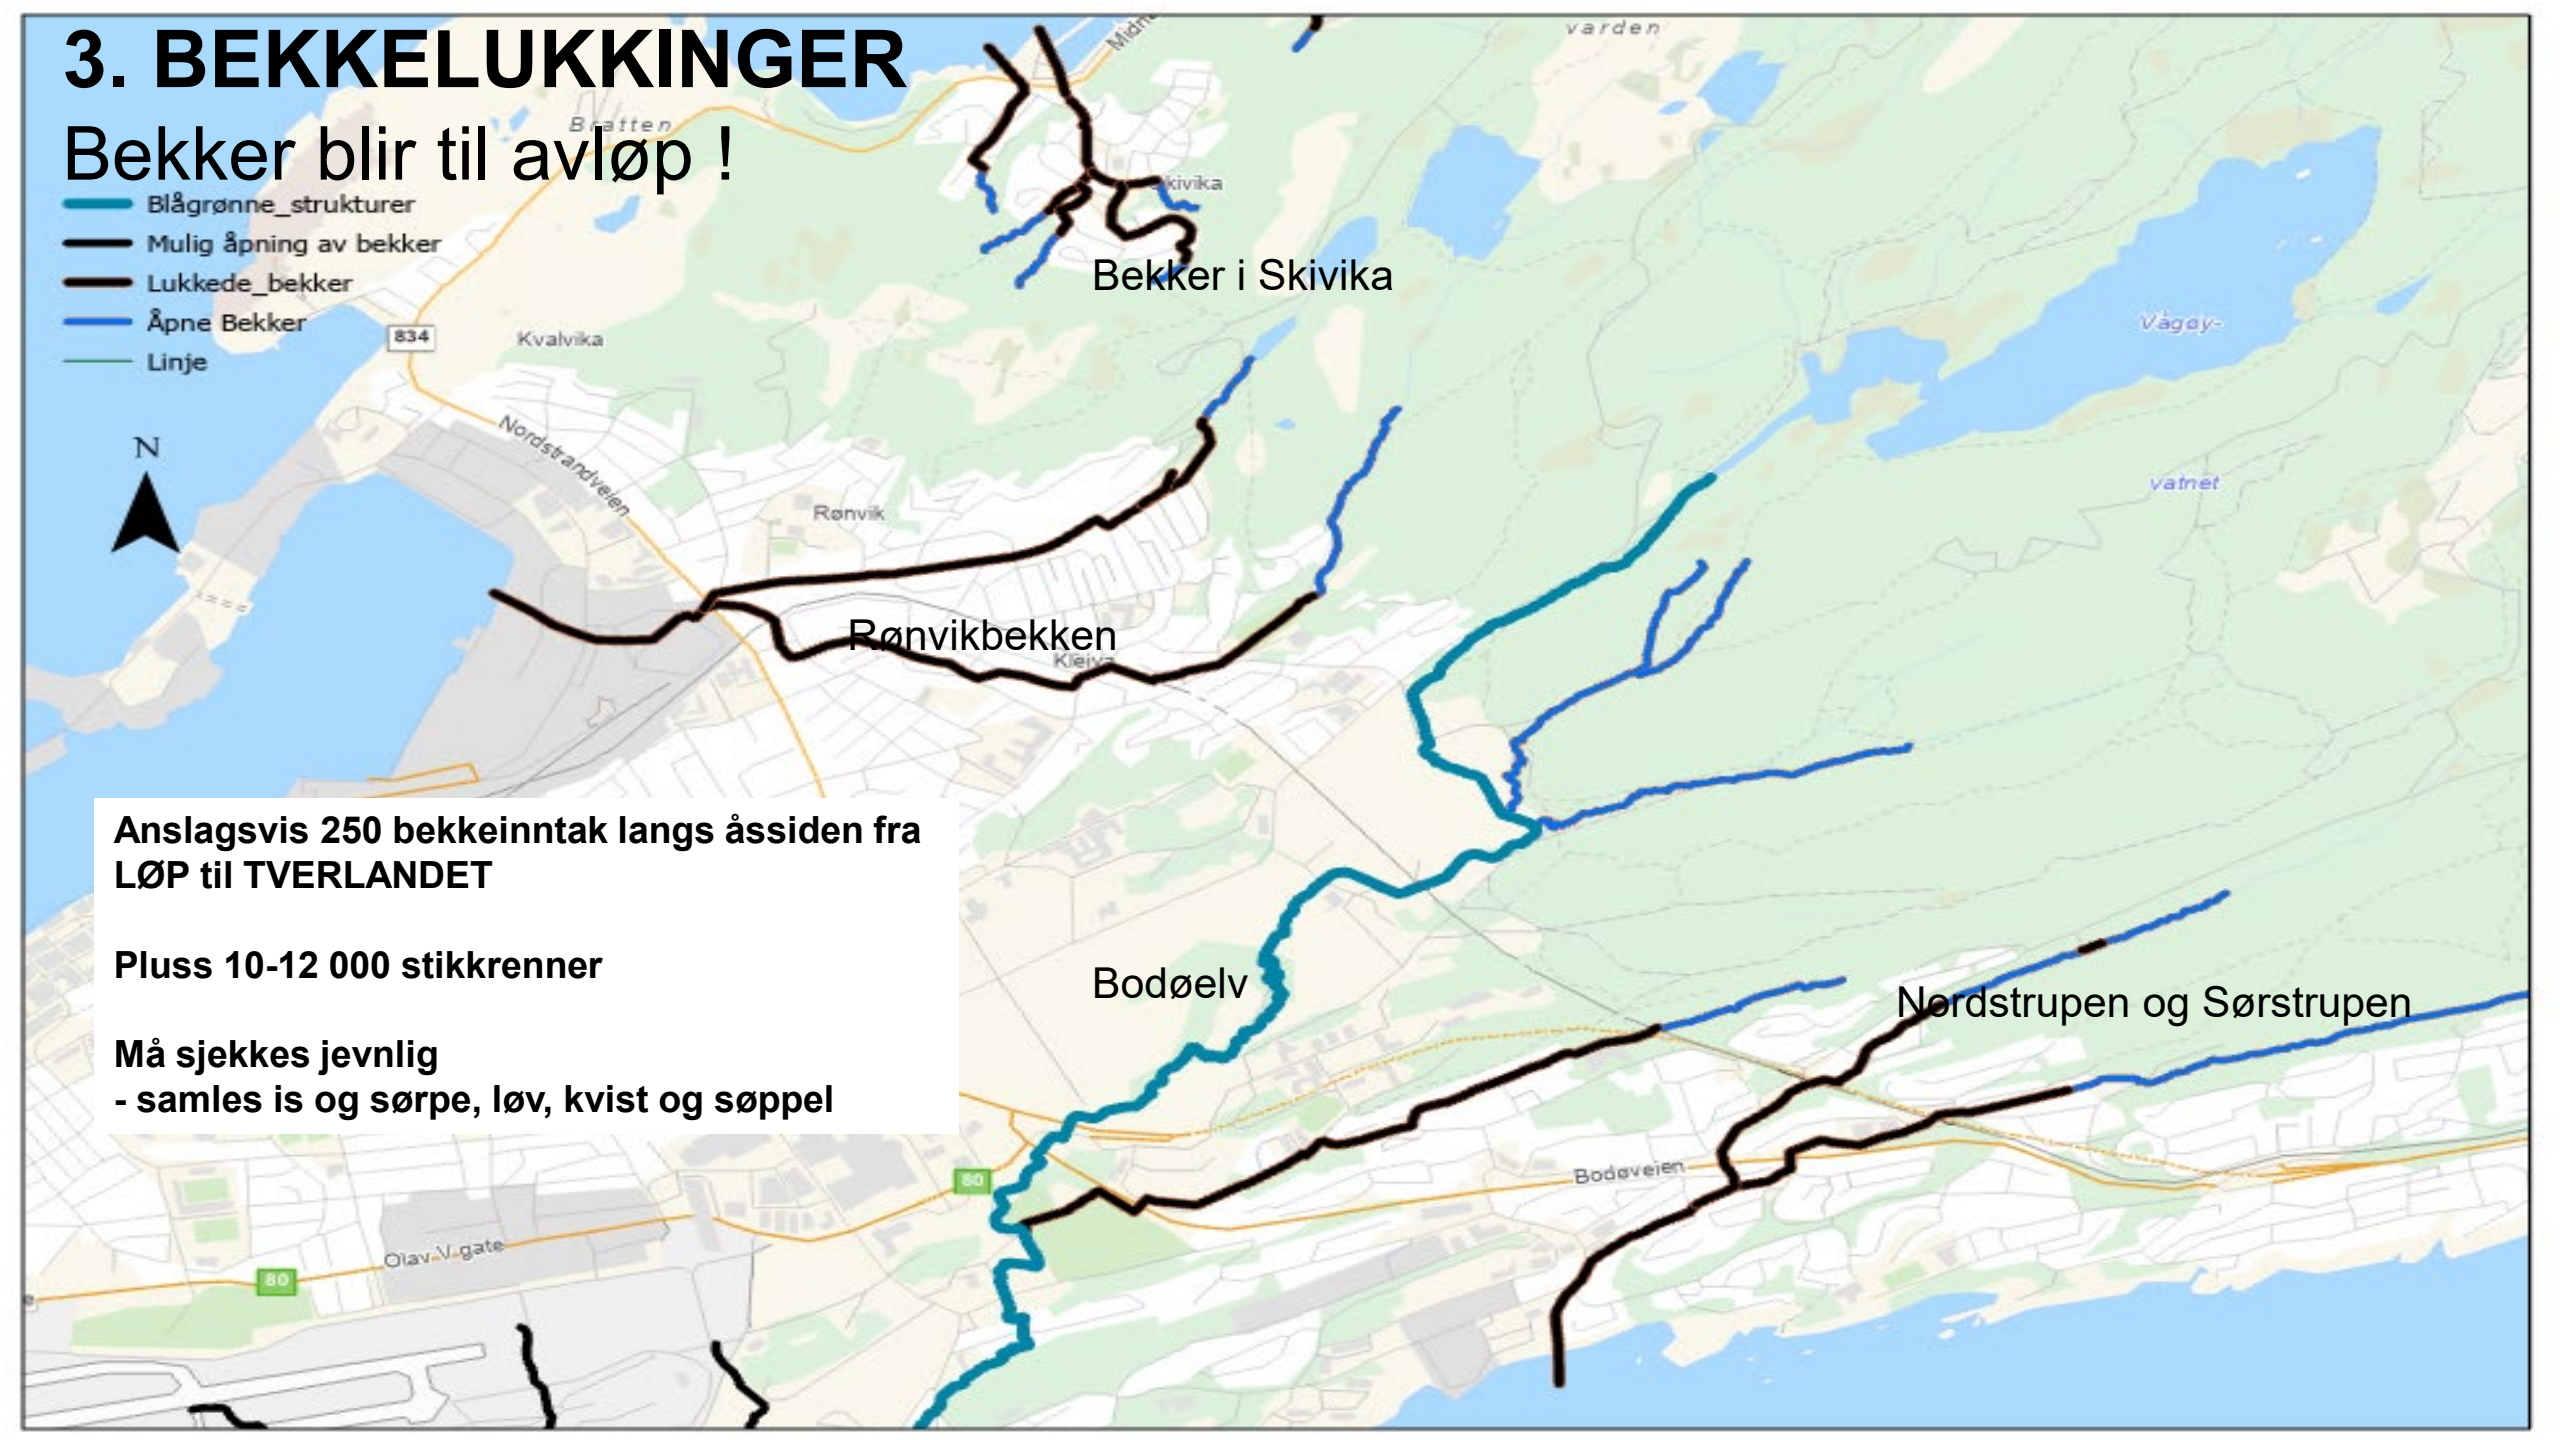 3. BEKKELUKKINGER
Bekker blir til avløp !
Blågrønne_strukturer
Mulig åpning av bekker
Lukkede_bekker
Åpne Bekker
Linje
N
varden
Bratten
Skivika
Bekker i Skivika
834
Kvalvika
Nordstrandveien
Rønvik
Vågøy-
vatnet
Rønvikbekken
Kleiva
Anslagsvis 250 bekkeinntak langs åssiden fra
LØP til TVERLANDET
Pluss 10-12 000 stikkrenner
Må sjekkes jevnlig
- samles is og sørpe, løv, kvist og søppel
Bodøelv
Nordstrupen og Sørstrupen
80
Bodøveien
Olav V gate
80